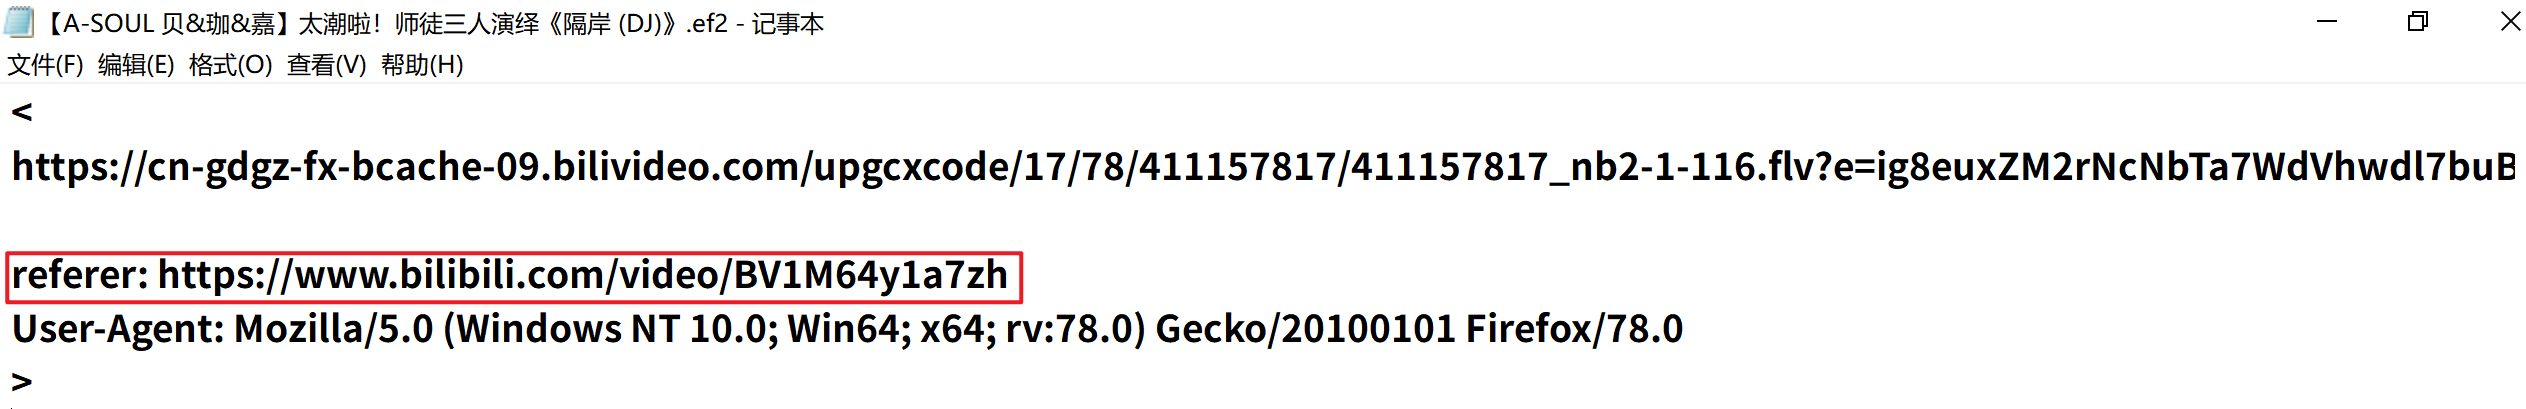 【A-SOUL 贝&珈&嘉】太潮啦！师徒三人演绎《隔岸 (DJ)》.ef2 - 记事本
文件(F) 编辑(E) 格式(O) 查看(V) 帮助(H)
<
https://cn-gdgz-fx-bcache-09.bilivideo.com/upgcxcode/17/78/411157817/411157817_nb2-1-116.flv?e=ig8euxZM2rNcNbTa7WdVhwdl7buB
referer: https://www.bilibili.com/video/BV1M64y1a7zh
User-Agent: Mozilla/5.0 (Windows NT 10.0; Win64; x64; rv:78.0) Gecko/20100101 Firefox/78.0
>